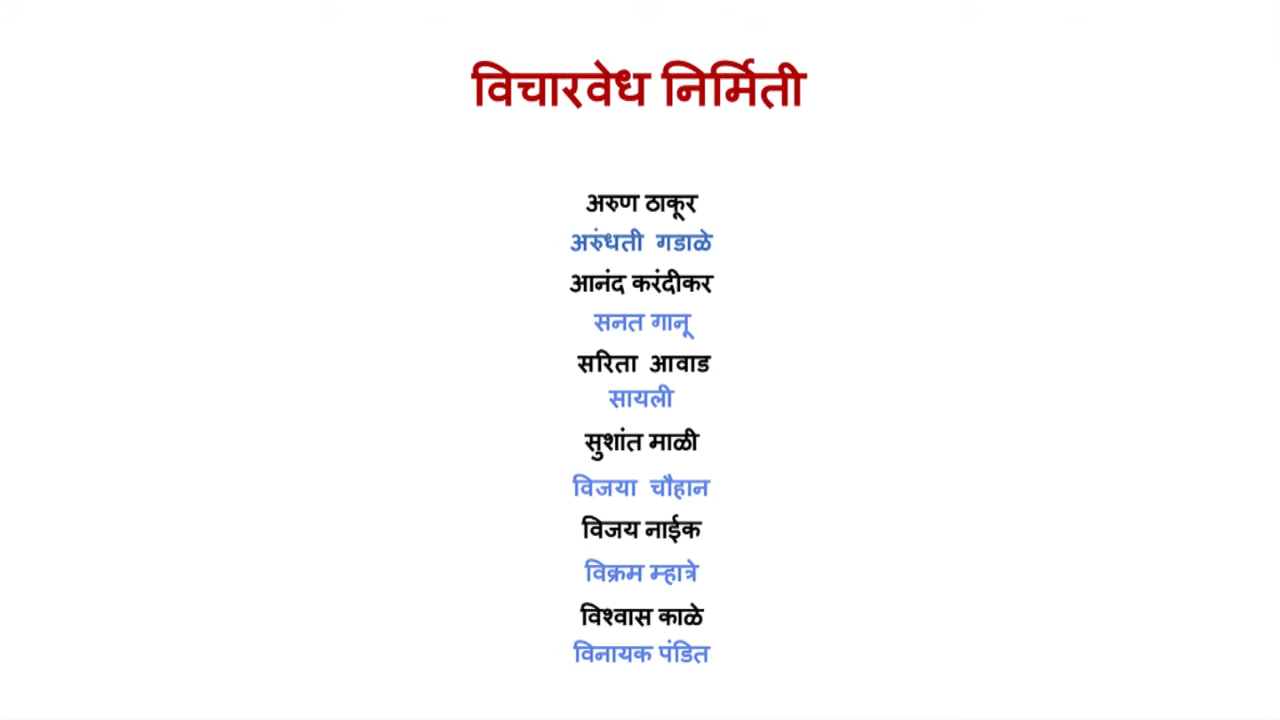 विचारवेध निर्मिती
अरुण ठाकूर
अरुंधती गडाळे
आनंद करंदीकर
सनत गानू
सरिता आवाड
सायली
सुशांत माळी
विजया चौहान
विजय नाईक
विक्रम म्हात्रे
विश्वास काळे
विनायक पंडित